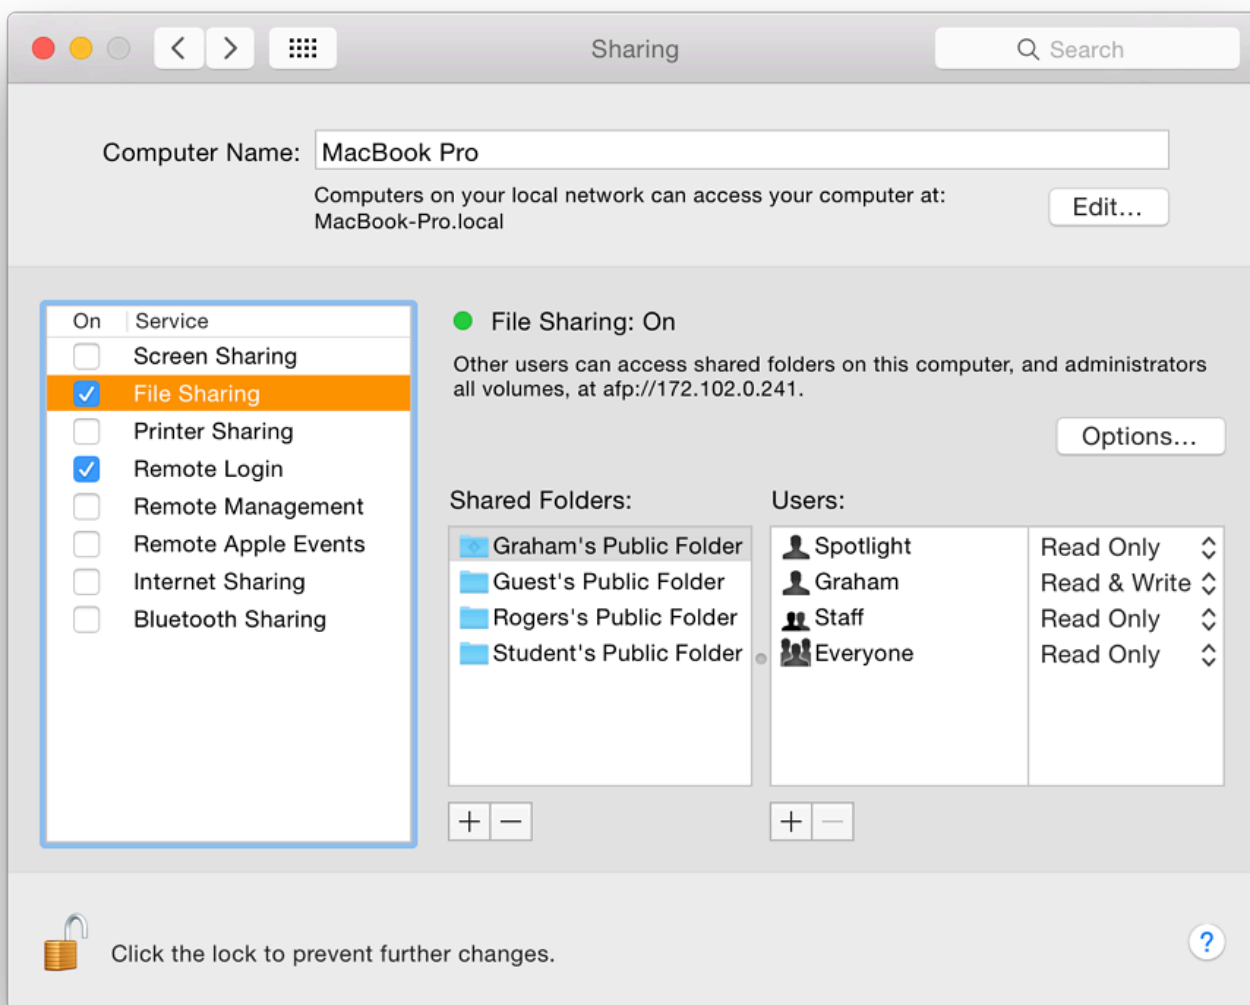 Sharing
Search
Computer Name: MacBook Pro
Computers on your local network can access your computer at:
MacBook-Pro.local
Edit...
On Service
Screen Sharing
File Sharing
Printer Sharing
Remote Login
Remote Management
Remote Apple Events
Internet Sharing
Bluetooth Sharing
File Sharing: On
Other users can access shared folders on this computer, and administrators
all volumes, at afp://172.102.0.241.
Options...
Shared Folders:
Graham's Public Folder
Guest's Public Folder
Rogers's Public Folder
Student's Public Folder
Users:
Spotlight Read Only
Graham Read & Write
Staff Read Only
Everyone Read Only
+ −
+ −
Click the lock to prevent further changes.
?